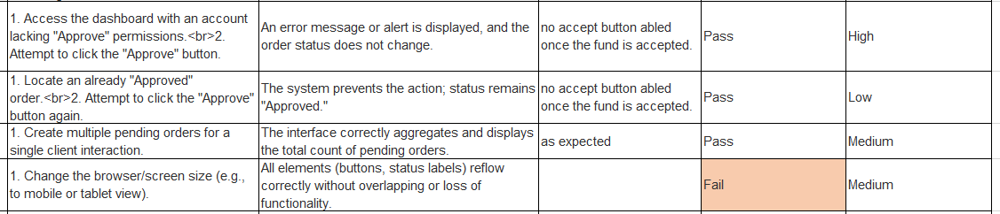 1. Access the dashboard with an account
lacking "Approve" permissions.<br>2.
Attempt to click the "Approve" button.
An error message or alert is displayed, and the
order status does not change.
no accept button abled
once the fund is accepted.
Pass
High
1. Locate an already "Approved"
order.<br>2. Attempt to click the "Approve"
button again.
The system prevents the action; status remains
"Approved."
no accept button abled
once the fund is accepted.
Pass
Low
1. Create multiple pending orders for a
single client interaction.
The interface correctly aggregates and displays
the total count of pending orders.
as expected
Pass
Medium
1. Change the browser/screen size (e.g.,
to mobile or tablet view).
All elements (buttons, status labels) reflow
correctly without overlapping or loss of
functionality.
Fail
Medium